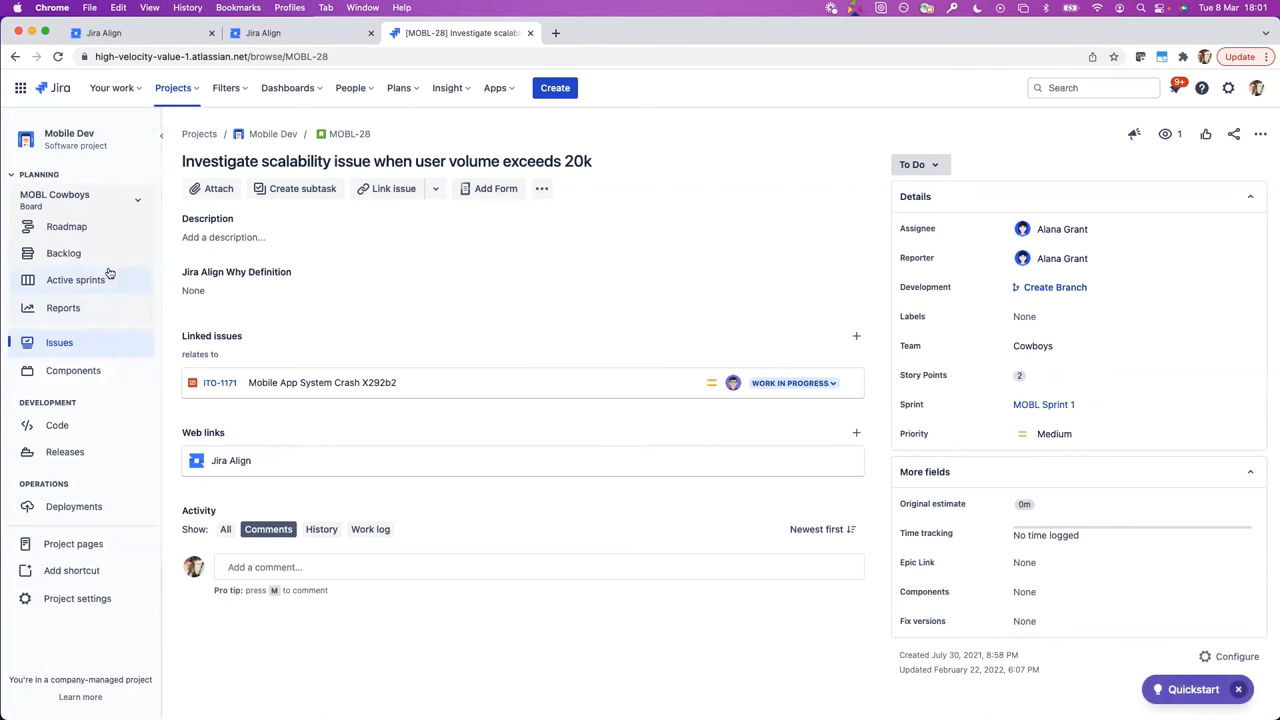 Chrome File Edit View History Bookmarks Profiles Tab Window Help
Tue 8 Mar 18:01
Jira Align
Jira Align
[MOBL-28] Investigate scalab
high-velocity-value-1.atlassian.net/browse/MOBL-28
Update
Jira
Your work
Projects
Filters
Dashboards
People
Plans
Insight
Apps
Create
Search
9+
Mobile Dev
Software project
PLANNING
MOBL Cowboys
Board
Roadmap
Backlog
Active sprints
Reports
Issues
Components
DEVELOPMENT
Code
Releases
OPERATIONS
Deployments
Project pages
Add shortcut
Project settings
You're in a company-managed project
Learn more
Projects / Mobile Dev / MOBL-28
1
Investigate scalability issue when user volume exceeds 20k
Attach
Create subtask
Link issue
Add Form
Description
Add a description...
Jira Align Why Definition
None
Linked issues
relates to
ITO-1171 Mobile App System Crash X292b2
WORK IN PROGRESS
Web links
Jira Align
Activity
Show: All Comments History Work log
Newest first
Add a comment...
Pro tip: press M to comment
To Do
Details
Assignee Alana Grant
Reporter Alana Grant
Development Create Branch
Labels None
Team Cowboys
Story Points 2
Sprint MOBL Sprint 1
Priority Medium
More fields
Original estimate 0m
Time tracking No time logged
Epic Link None
Components None
Fix versions None
Created July 30, 2021, 8:58 PM
Updated February 22, 2022, 6:07 PM
Configure
Quickstart